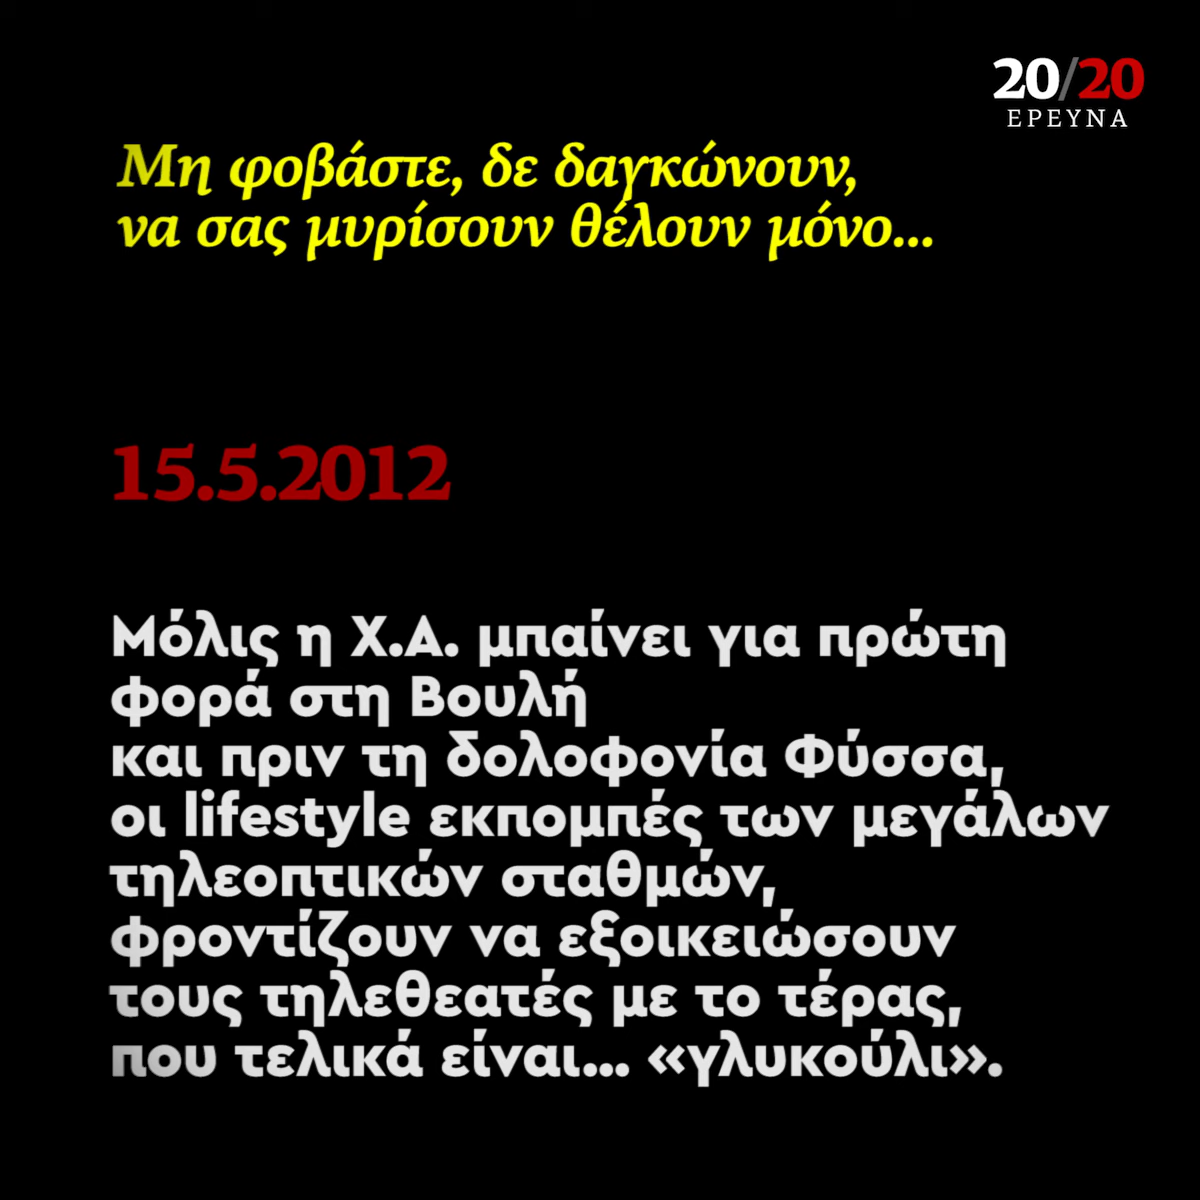 20/20
ΕΡΕΥΝΑ
Μη φοβάστε, δε δαγκώνουν,
να σας μυρίσουν θέλουν μόνο...
15.5.2012
Μόλις η Χ.Α. μπαίνει για πρώτη
φορά στη Βουλή
και πριν τη δολοφονία Φύσσα,
οι lifestyle εκπομπές των μεγάλων
τηλεοπτικών σταθμών,
φροντίζουν να εξοικειώσουν
τους τηλεθεατές με το τέρας,
που τελικά είναι... «γλυκούλι».